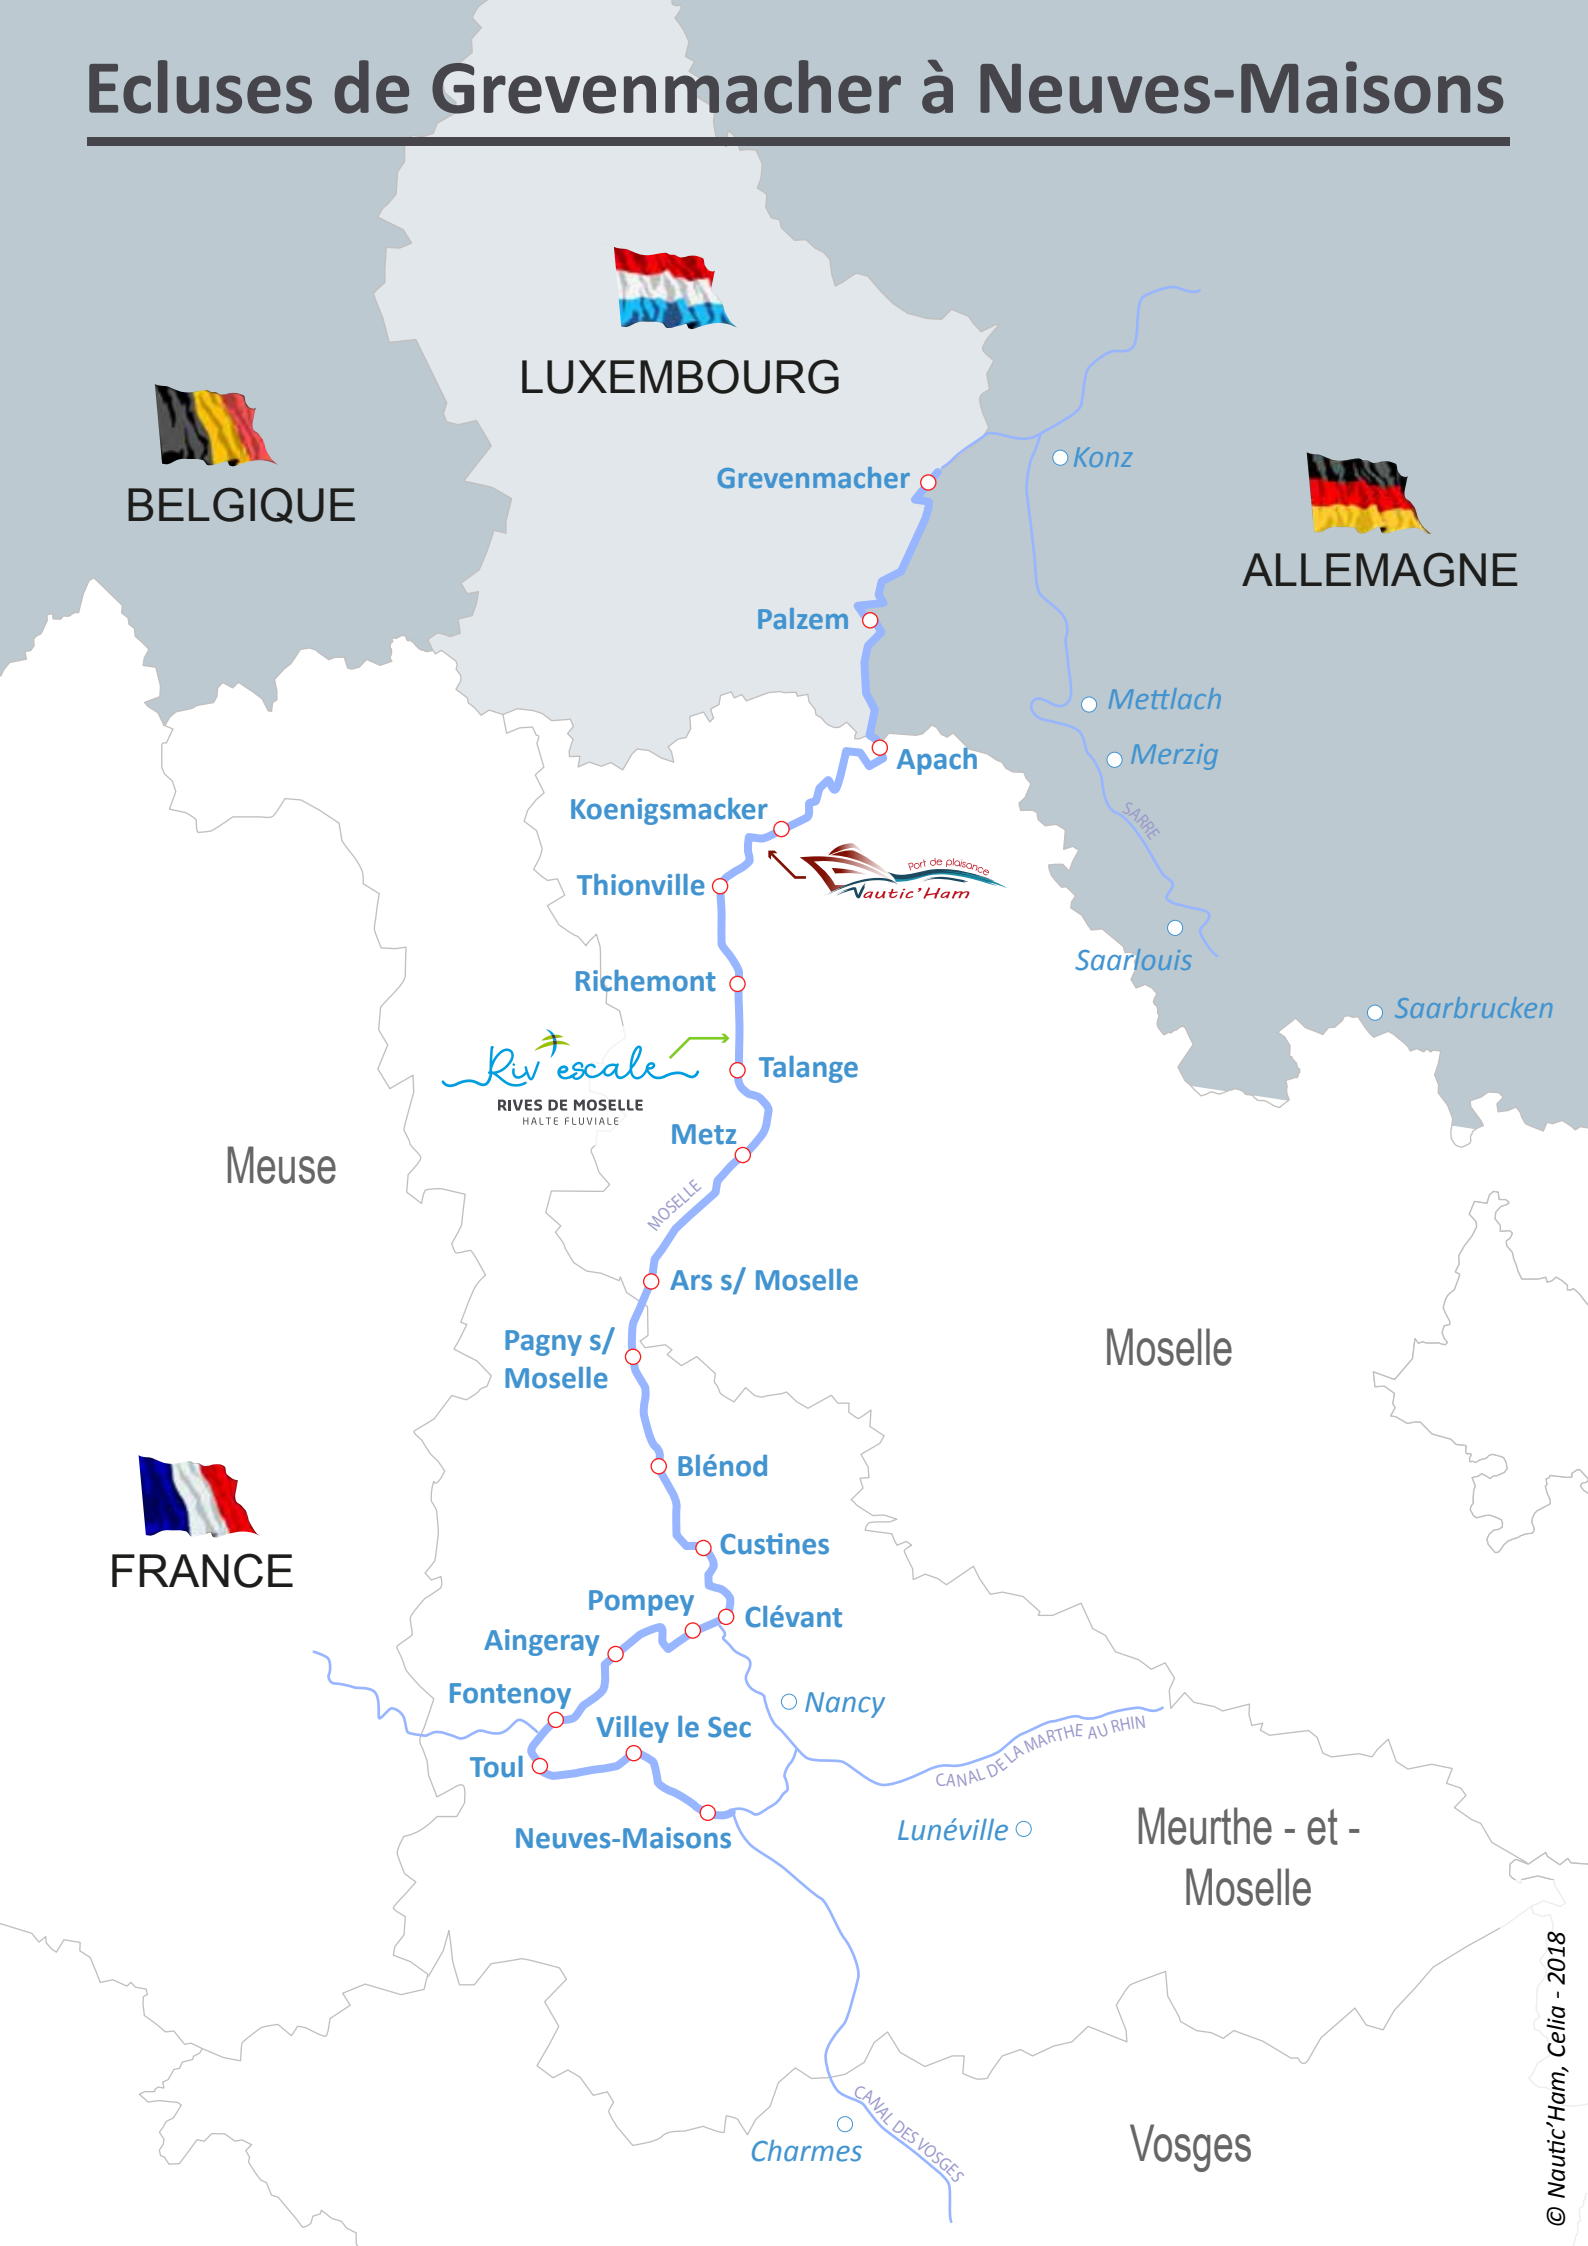 Ecluses de Grevenmacher à Neuves-Maisons
LUXEMBOURG
BELGIQUE
ALLEMAGNE
Grevenmacher
Konz
Palzem
Mettlach
Apach
Merzig
Koenigsmacker
SARRE
Port de plaisance
Nautic'Ham
Thionville
Saarlouis
Richemont
Saarbrucken
Riv'escale
RIVES DE MOSELLE
HALTE FLUVIALE
Talange
Metz
Meuse
MOSELLE
Ars s/ Moselle
Pagny s/
Moselle
Moselle
Blénod
FRANCE
Custines
Pompey
Clévant
Aingeray
Fontenoy
Nancy
Villey le Sec
Toul
CANAL DE LA MARTHE AU RHIN
Neuves-Maisons
Lunéville
Meurthe - et -
Moselle
CANAL DES VOSGES
Charmes
Vosges
© Nautic'Ham, Celia - 2018